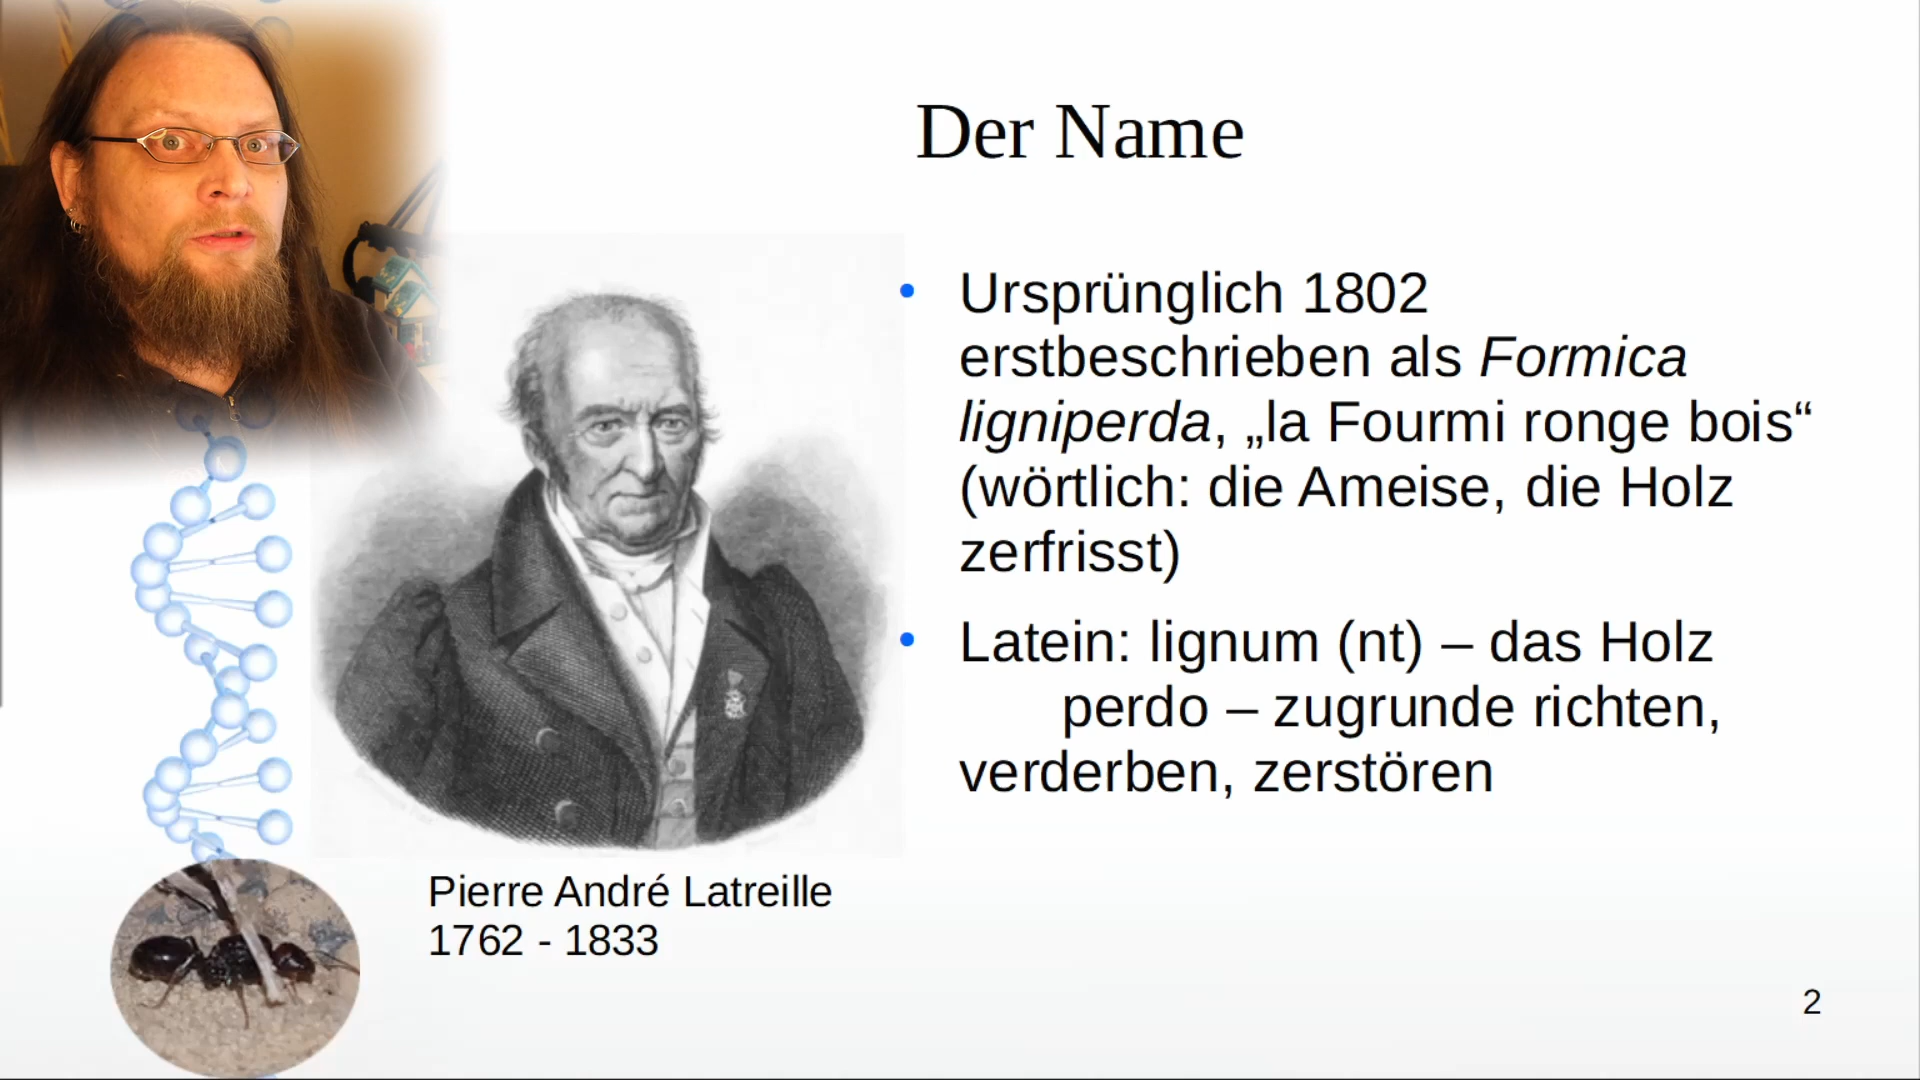 Der Name
Ursprünglich 1802
erstbeschrieben als Formica
ligniperda, „la Fourmi ronge bois“
(wörtlich: die Ameise, die Holz
zerfrisst)
Latein: lignum (nt) – das Holz
perdo – zugrunde richten,
verderben, zerstören
Pierre André Latreille
1762 - 1833
2